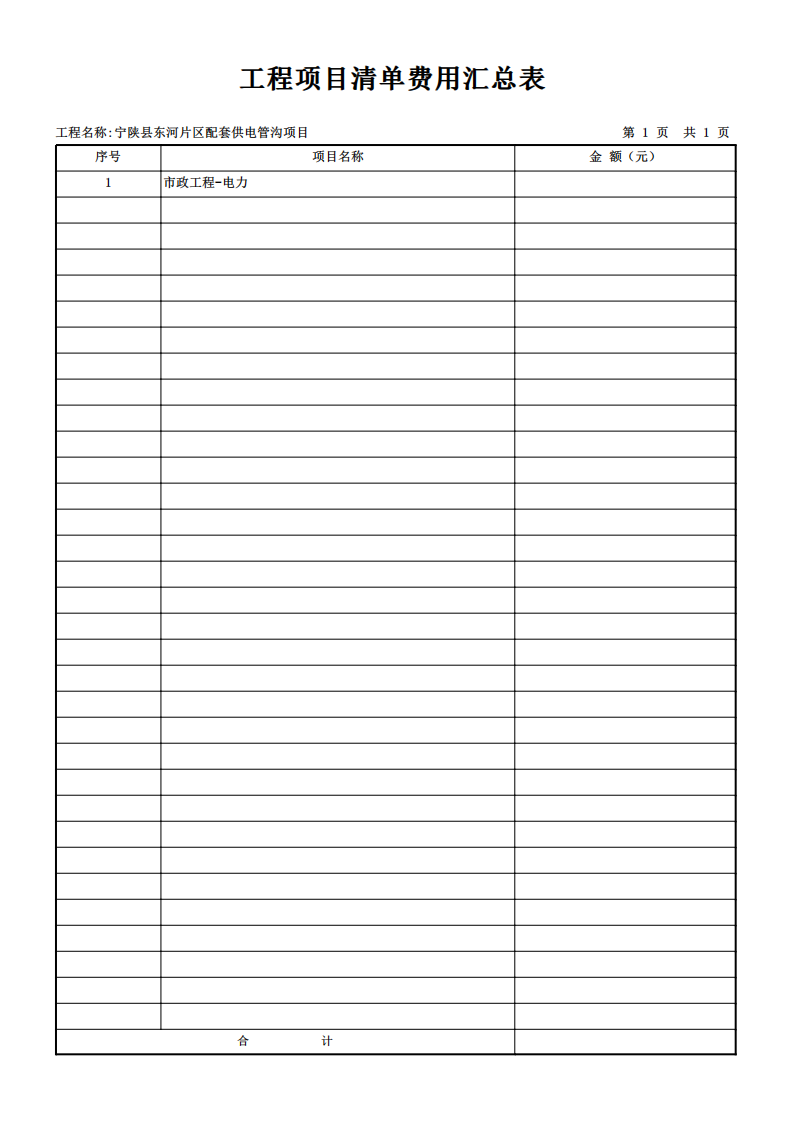 工程项目清单费用汇总表
工程名称:宁陕县东河片区配套供电管沟项目 第 1 页 共 1 页
序号 项目名称 金 额（元）
1 市政工程-电力
合 计